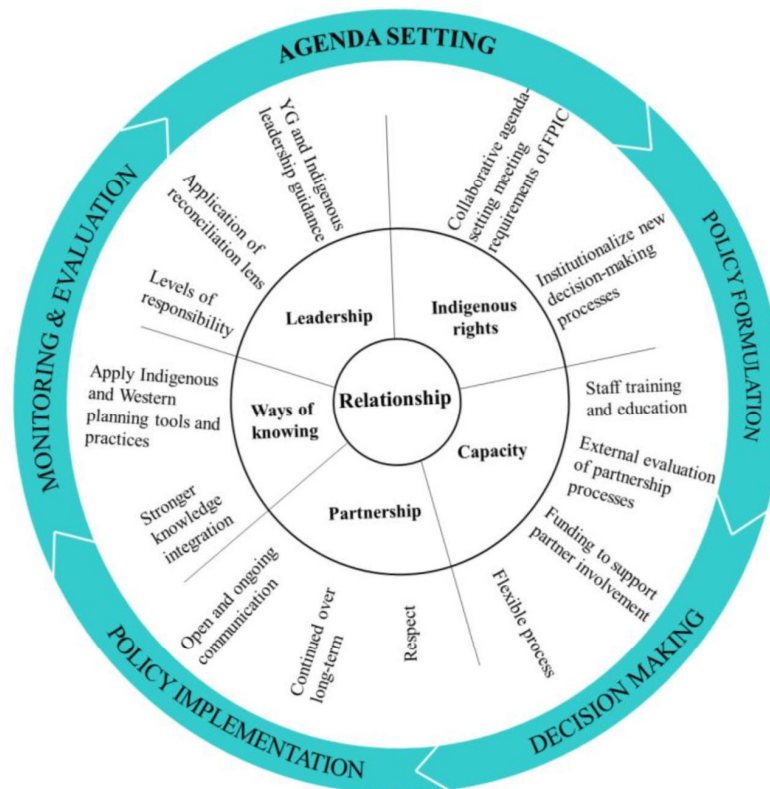 AGENDA SETTING
POLICY FORMULATION
DECISION MAKING
POLICY IMPLEMENTATION
MONITORING & EVALUATION
Relationship
Leadership
Indigenous
rights
Capacity
Partnership
Ways of
knowing
YG and Indigenous
leadership guidance
Application of
reconciliation lens
Levels of
responsibility
Collaborative agenda-
setting meeting
requirements of FPIC
Institutionalize new
decision-making
processes
Staff training
and education
External evaluation
of partnership
processes
Funding to support
partner involvement
Flexible process
Respect
Continued over
long-term
Open and ongoing
communication
Stronger
knowledge
integration
Apply Indigenous
and Western
planning tools and
practices